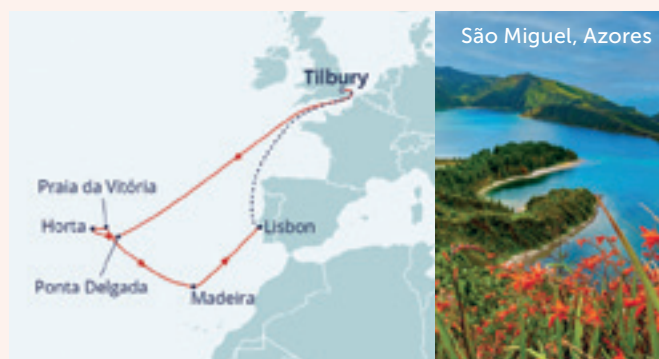 São Miguel, Azores
Tilbury
Praia da Vitória
Horta
Lisbon
Ponta Delgada
Madeira